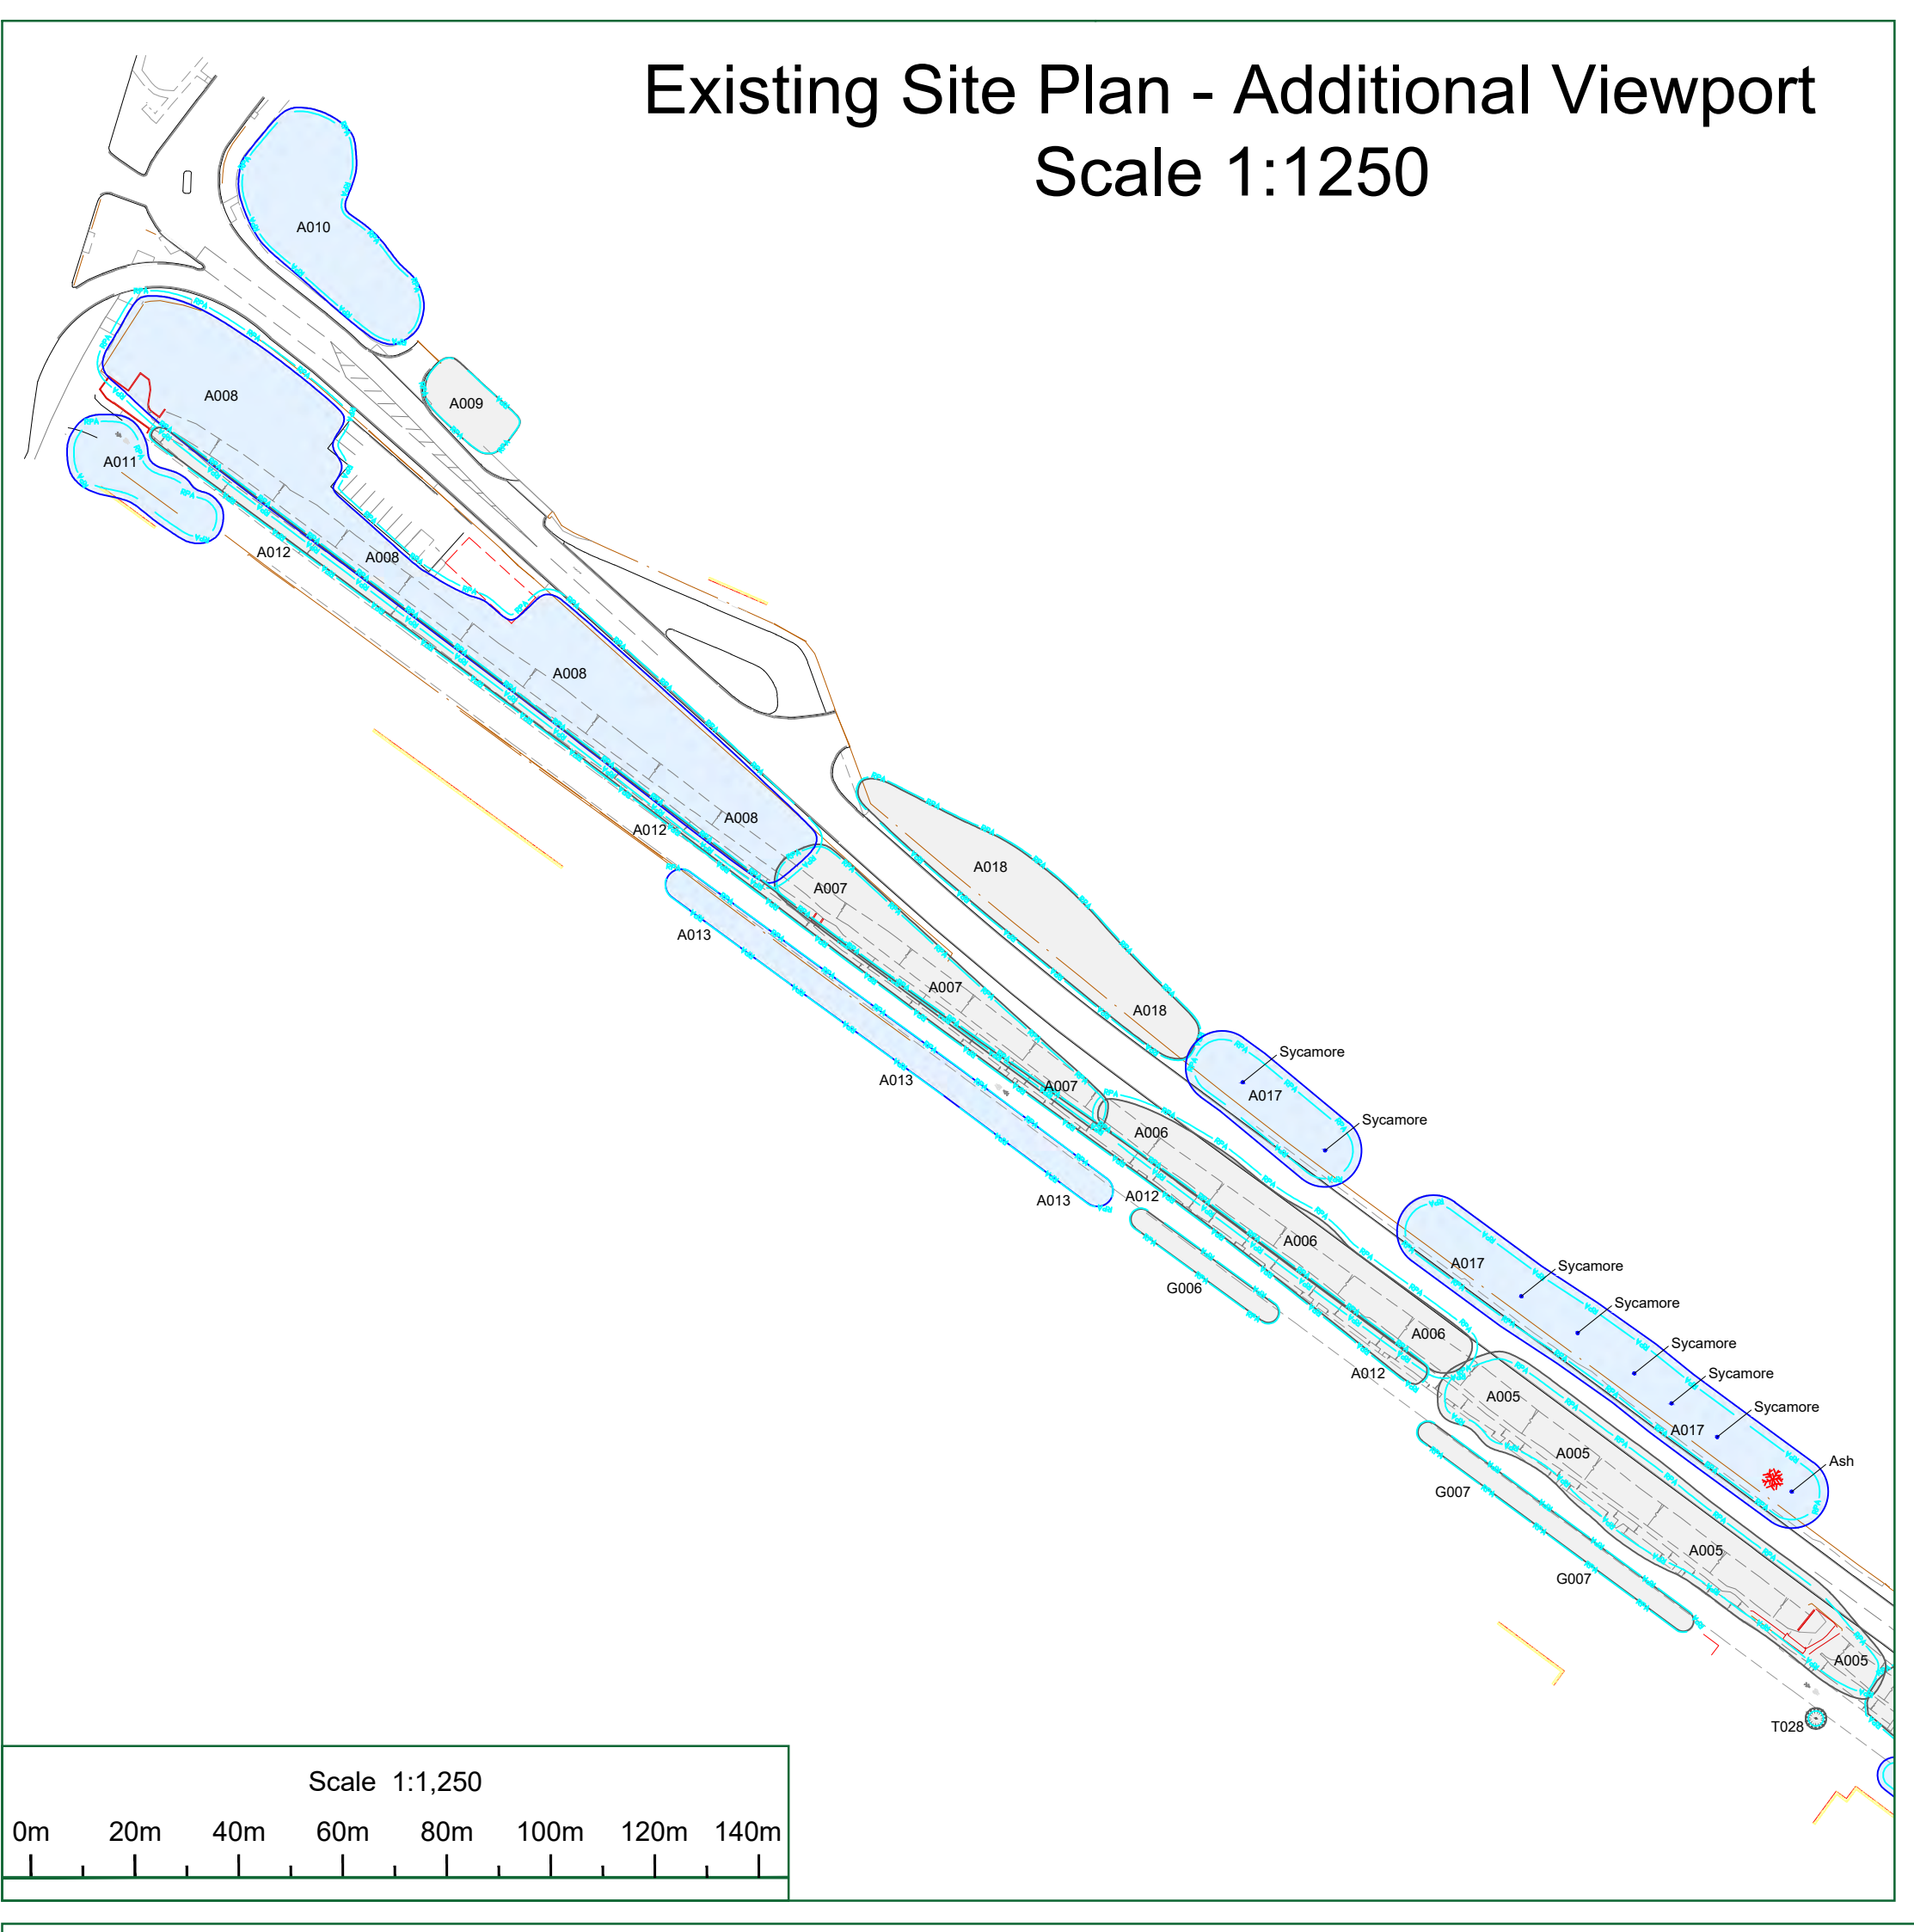 Existing Site Plan - Additional Viewport
Scale 1:1250
A010
A008
A009
A011
A012
A008
A008
A008
A012
A007
A018
A013
A007
A018
A013
A007
Sycamore
A017
Sycamore
A006
A013
A012
A006
A017
G006
Sycamore
Sycamore
A006
Sycamore
A012
Sycamore
A005
Sycamore
A017
A005
Ash
G007
A005
G007
A005
T028
Scale 1:1,250
0m 20m 40m 60m 80m 100m 120m 140m